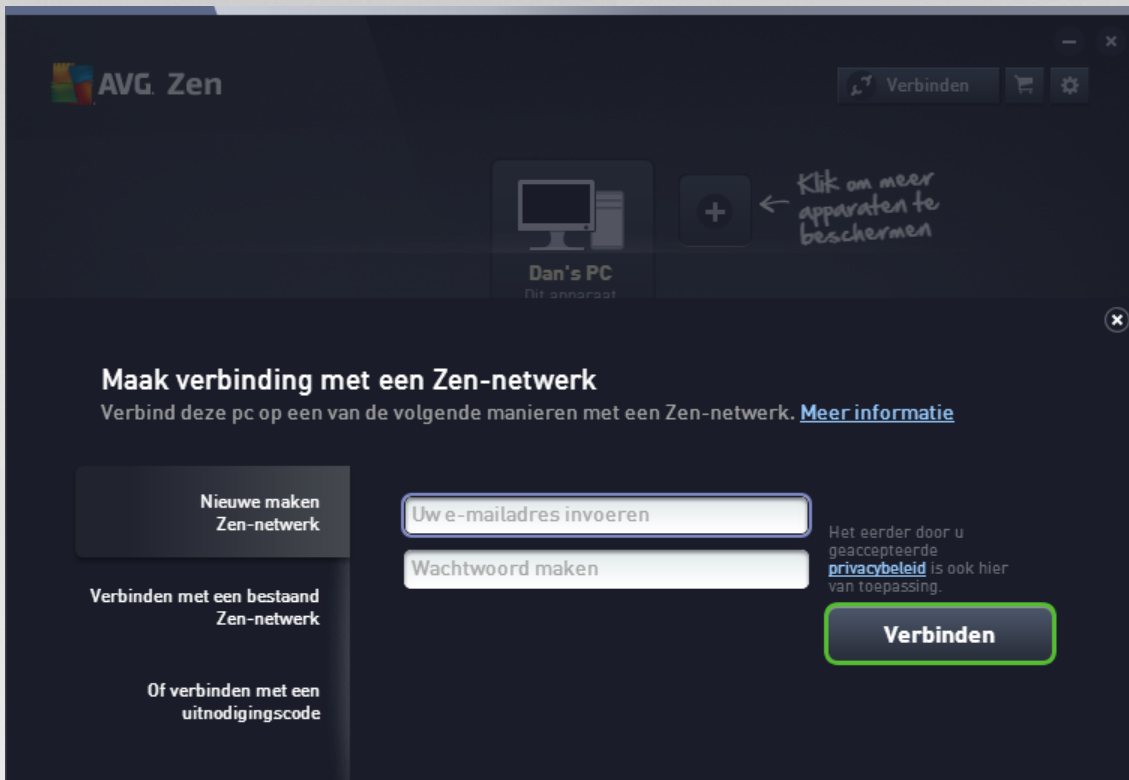 AVG. Zen
Verbinden
Klik om meer
apparaten te
beschermen
Dan's PC
Dit apparaat
Maak verbinding met een Zen-netwerk
Verbind deze pc op een van de volgende manieren met een Zen-netwerk. Meer informatie
Nieuwe maken
Zen-netwerk
Verbinden met een bestaand
Zen-netwerk
Of verbinden met een
uitnodigingscode
Uw e-mailadres invoeren
Wachtwoord maken
Het eerder door u
geaccepteerde
privacybeleid is ook hier
van toepassing.
Verbinden